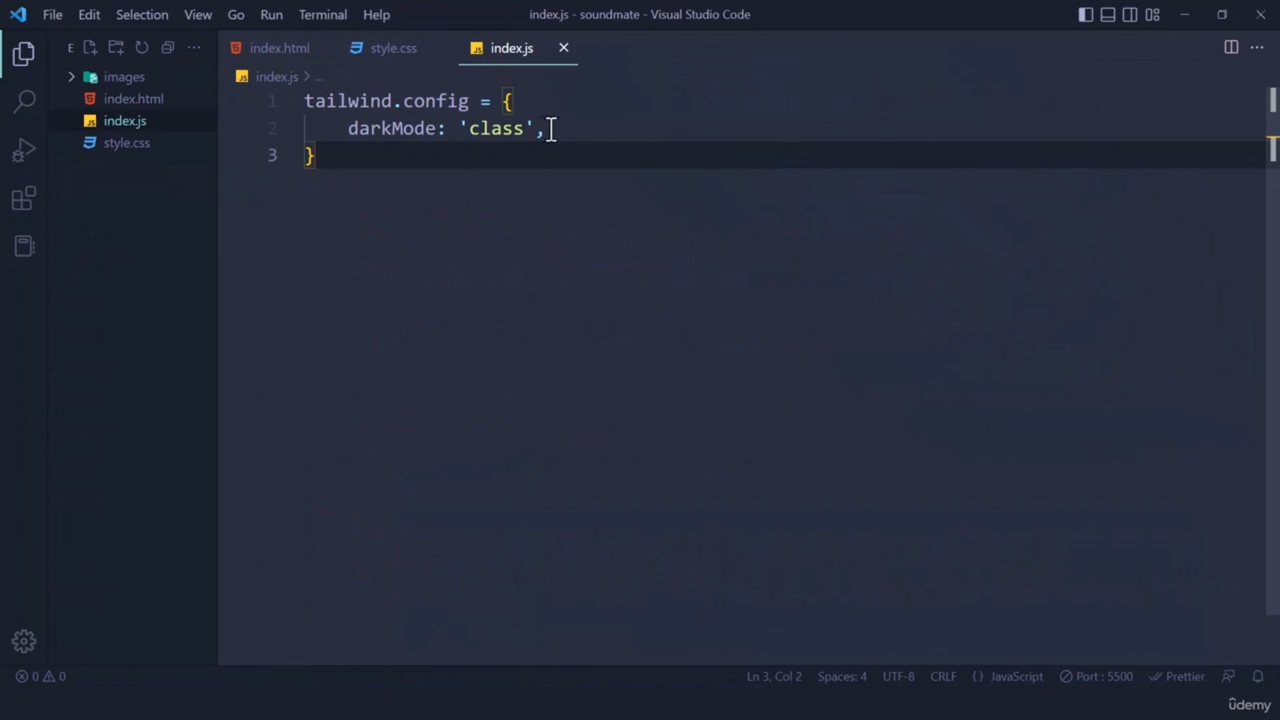 File Edit Selection View Go Run Terminal Help
index.js - soundmate - Visual Studio Code
E
index.html
style.css
index.js
images
index.html
index.js
style.css
index.js > ...
1 tailwind.config = {
2 darkMode: 'class',
3 }
0 0
Ln 3, Col 2 Spaces: 4 UTF-8 CRLF {} JavaScript Port : 5500 Prettier
ûdemy